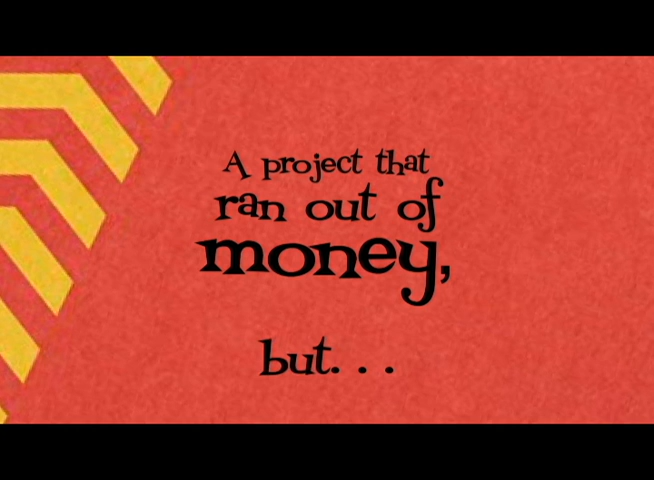 A project that
ran out of
money,
but. . .